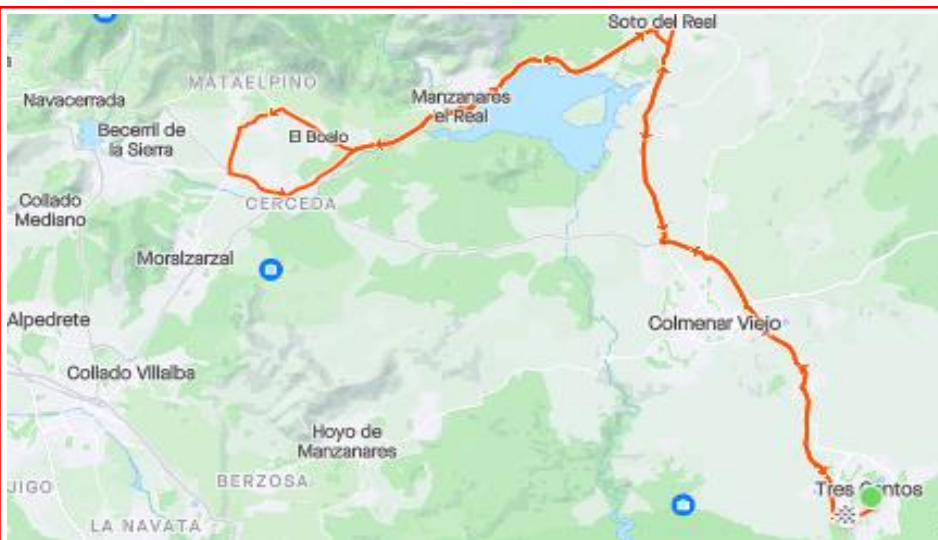 Soto del Real
MATAELPINO
Navacerrada
Manzanares
el Real
Becerril de
la Sierra
El Boalo
Collado
Mediano
CERCEDA
Moralzarzal
Alpedrete
Colmenar Viejo
Collado Villalba
Hoyo de
Manzanares
BERZOSA
JIGO
Tres Cantos
LA NAVATA